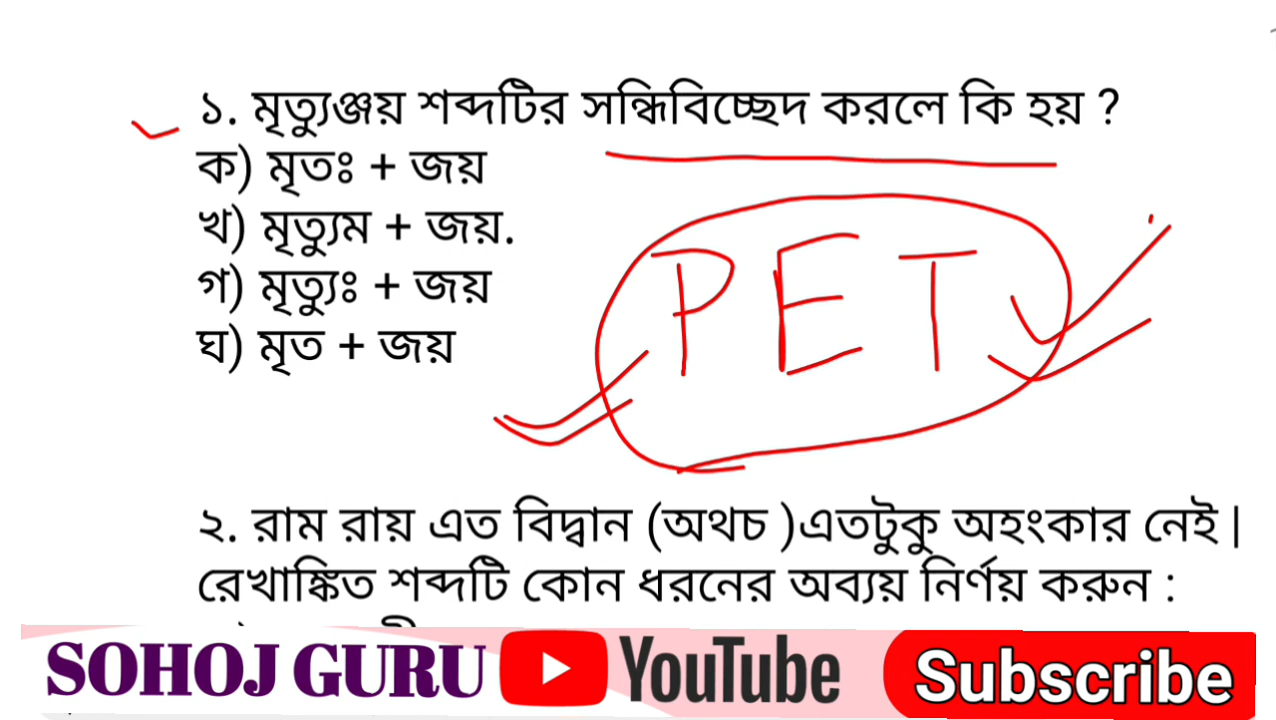 ১. মৃত্যুঞ্জয় শব্দটির সন্ধিবিচ্ছেদ করলে কি হয় ?
ক) মৃতঃ + জয়
খ) মৃত্যুম + জয়.
গ) মৃত্যুঃ + জয়
ঘ) মৃত + জয়
PET
২. রাম রায় এত বিদ্বান (অথচ )এতটুকু অহংকার নেই|
রেখাঙ্কিত শব্দটি কোন ধরনের অব্যয় নির্ণয় করুন :
SOHOJ GURU YouTube Subscribe